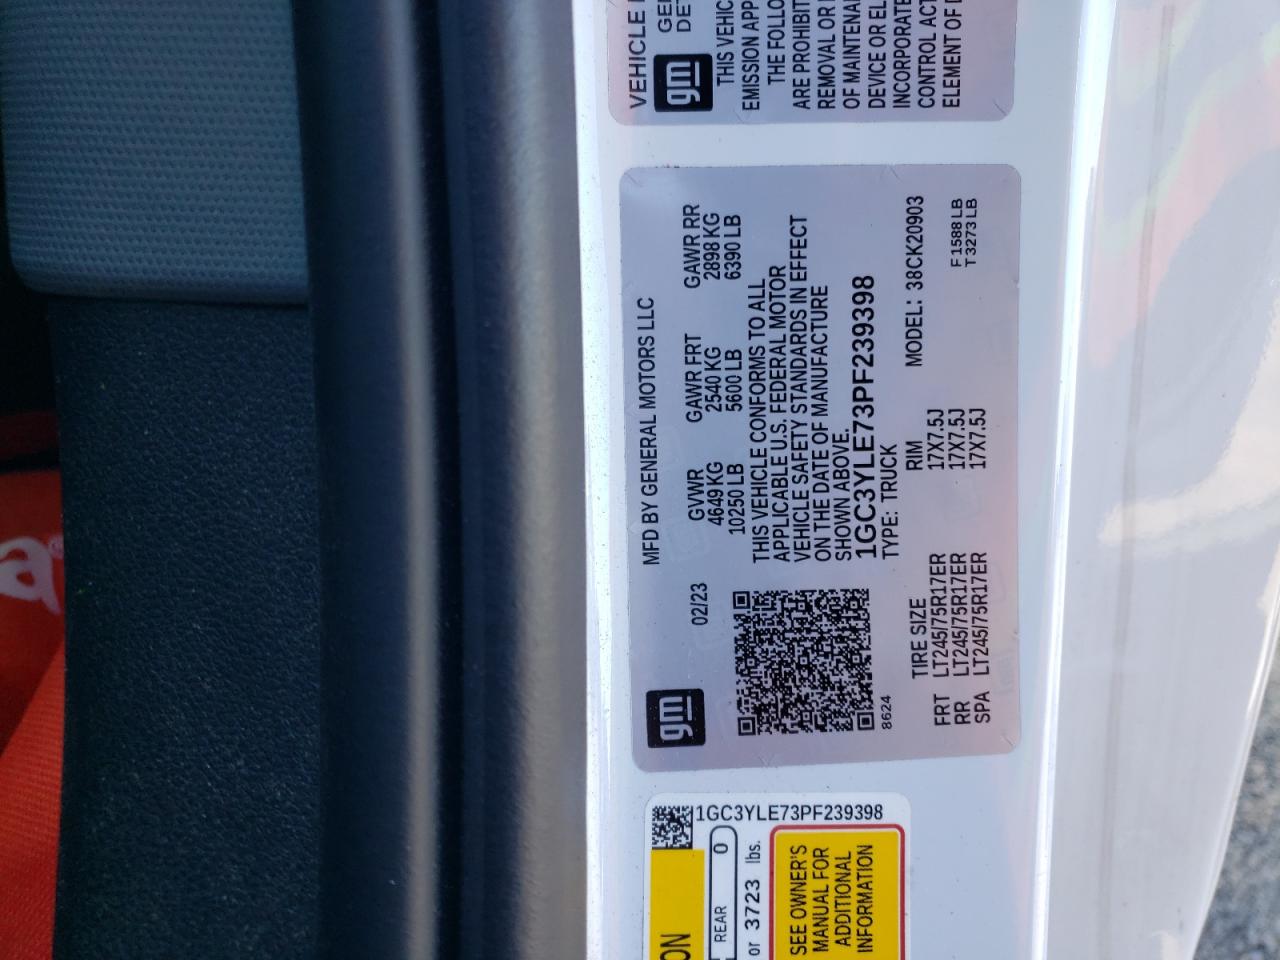 gm
MFD BY GENERAL MOTORS LLC
02/23
GVWR GAWR FRT GAWR RR
4649 KG 2540 KG 2898 KG
10250 LB 5600 LB 6390 LB
THIS VEHICLE CONFORMS TO ALL
APPLICABLE U.S. FEDERAL MOTOR
VEHICLE SAFETY STANDARDS IN EFFECT
ON THE DATE OF MANUFACTURE
SHOWN ABOVE.
1GC3YLE73PF239398
TYPE: TRUCK
8624
MODEL: 38CK20903
TIRE SIZE RIM
FRT LT245/75R17ER 17X7.5J
RR LT245/75R17ER 17X7.5J
SPA LT245/75R17ER 17X7.5J
F 1588 LB
T 3273 LB
VEHICLE
gm
THIS VEHIC
EMISSION APP
THE FOLLO
ARE PROHIBIT
REMOVAL OR
OF MAINTENA
DEVICE OR EL
INCORPORATE
CONTROL ACT
ELEMENT OF
1GC3YLE73PF239398
ON
REAR 0
or 3723 lbs.
SEE OWNER'S
MANUAL FOR
ADDITIONAL
INFORMATION
a